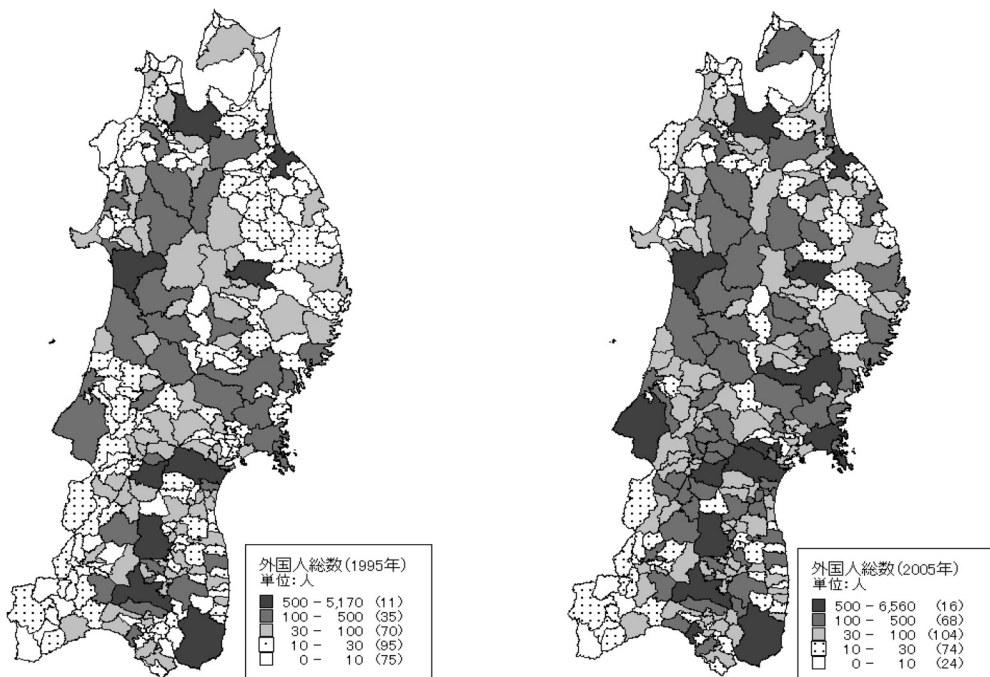 外国人総数(1995年)
単位:人
500 - 5,170 (11)
100 - 500 (35)
30 - 100 (70)
10 - 30 (95)
0 - 10 (75)
外国人総数(2005年)
単位:人
500 - 6,560 (16)
100 - 500 (68)
30 - 100 (104)
10 - 30 (74)
0 - 10 (24)